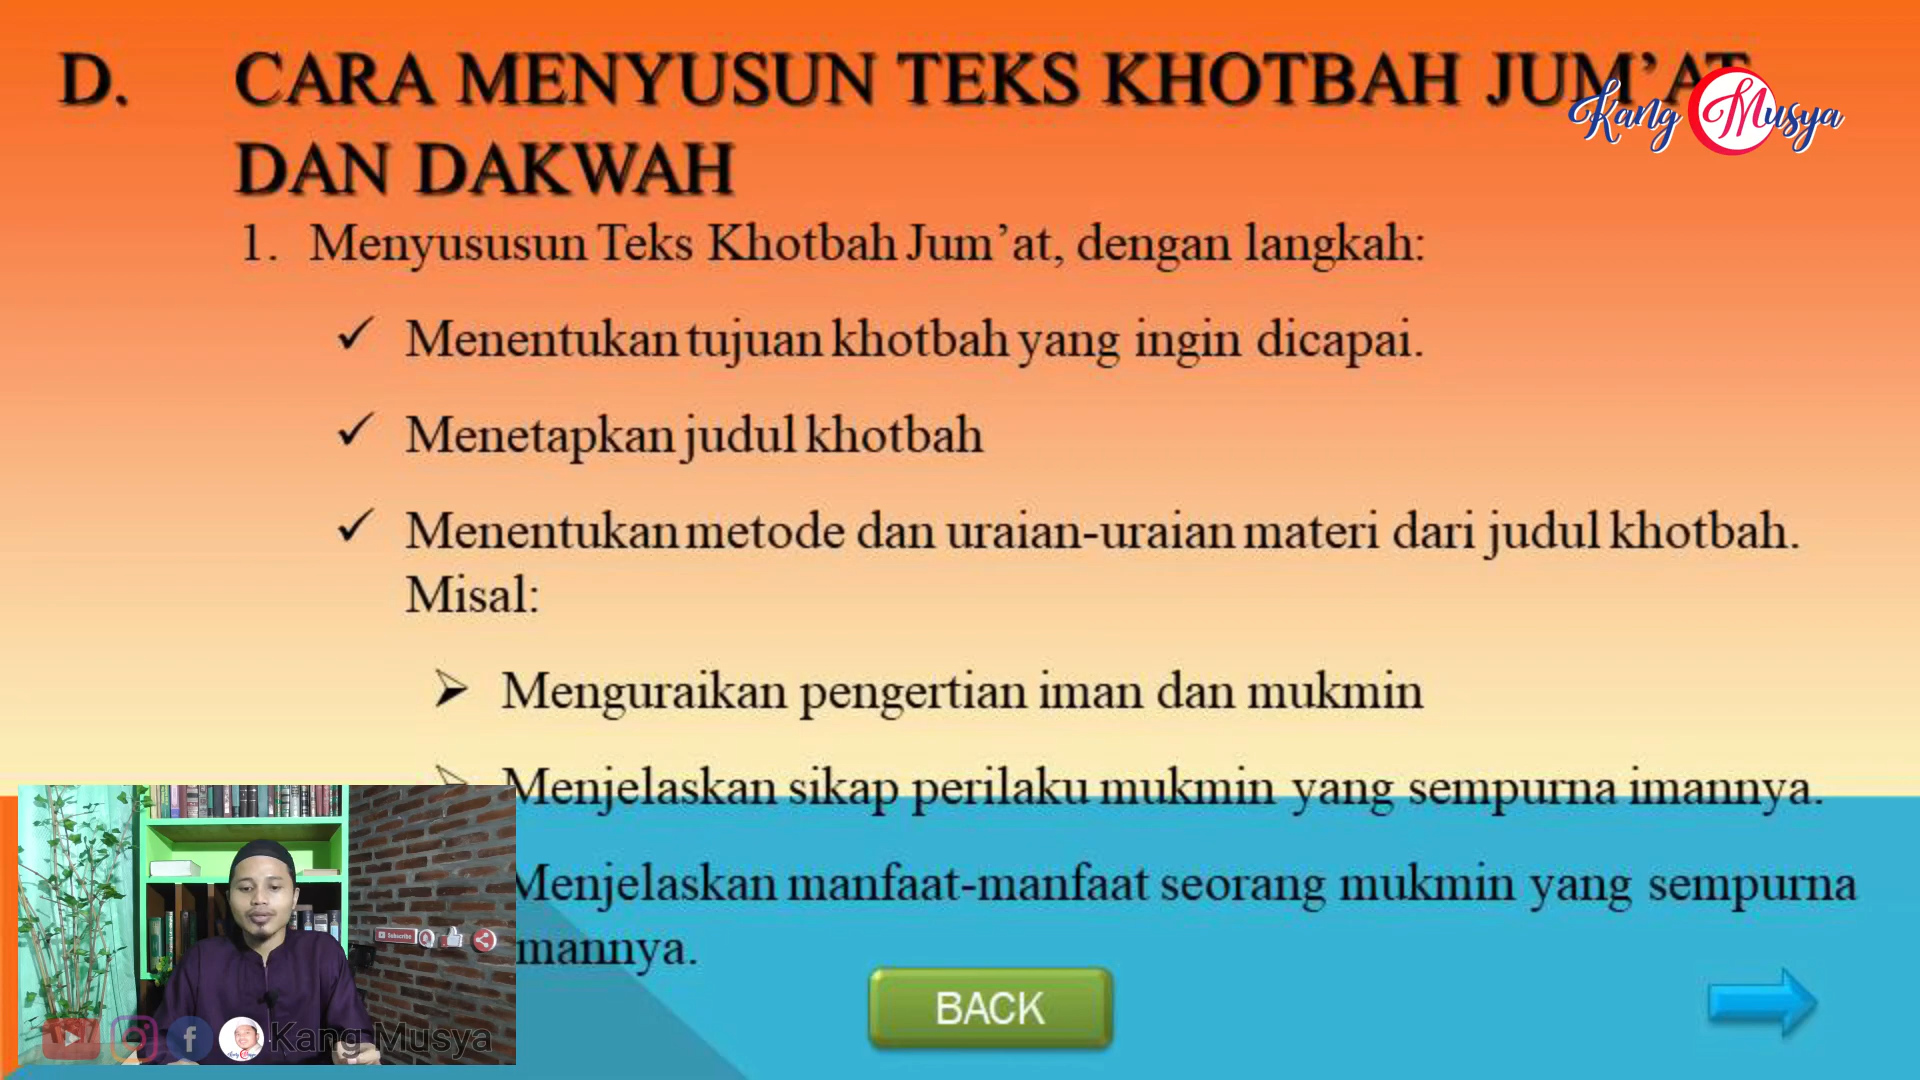 D. CARA MENYUSUN TEKS KHOTBAH JUM’AT
Kang Musya
DAN DAKWAH
1. Menyususun Teks Khotbah Jum’at, dengan langkah:
✓ Menentukan tujuan khotbah yang ingin dicapai.
✓ Menetapkan judul khotbah
✓ Menentukan metode dan uraian-uraian materi dari judul khotbah.
Misal:
➢ Menguraikan pengertian iman dan mukmin
➢ Menjelaskan sikap perilaku mukmin yang sempurna imannya.
Menjelaskan manfaat-manfaat seorang mukmin yang sempurna
mannya.
Subscribe
BACK
Kang Musya